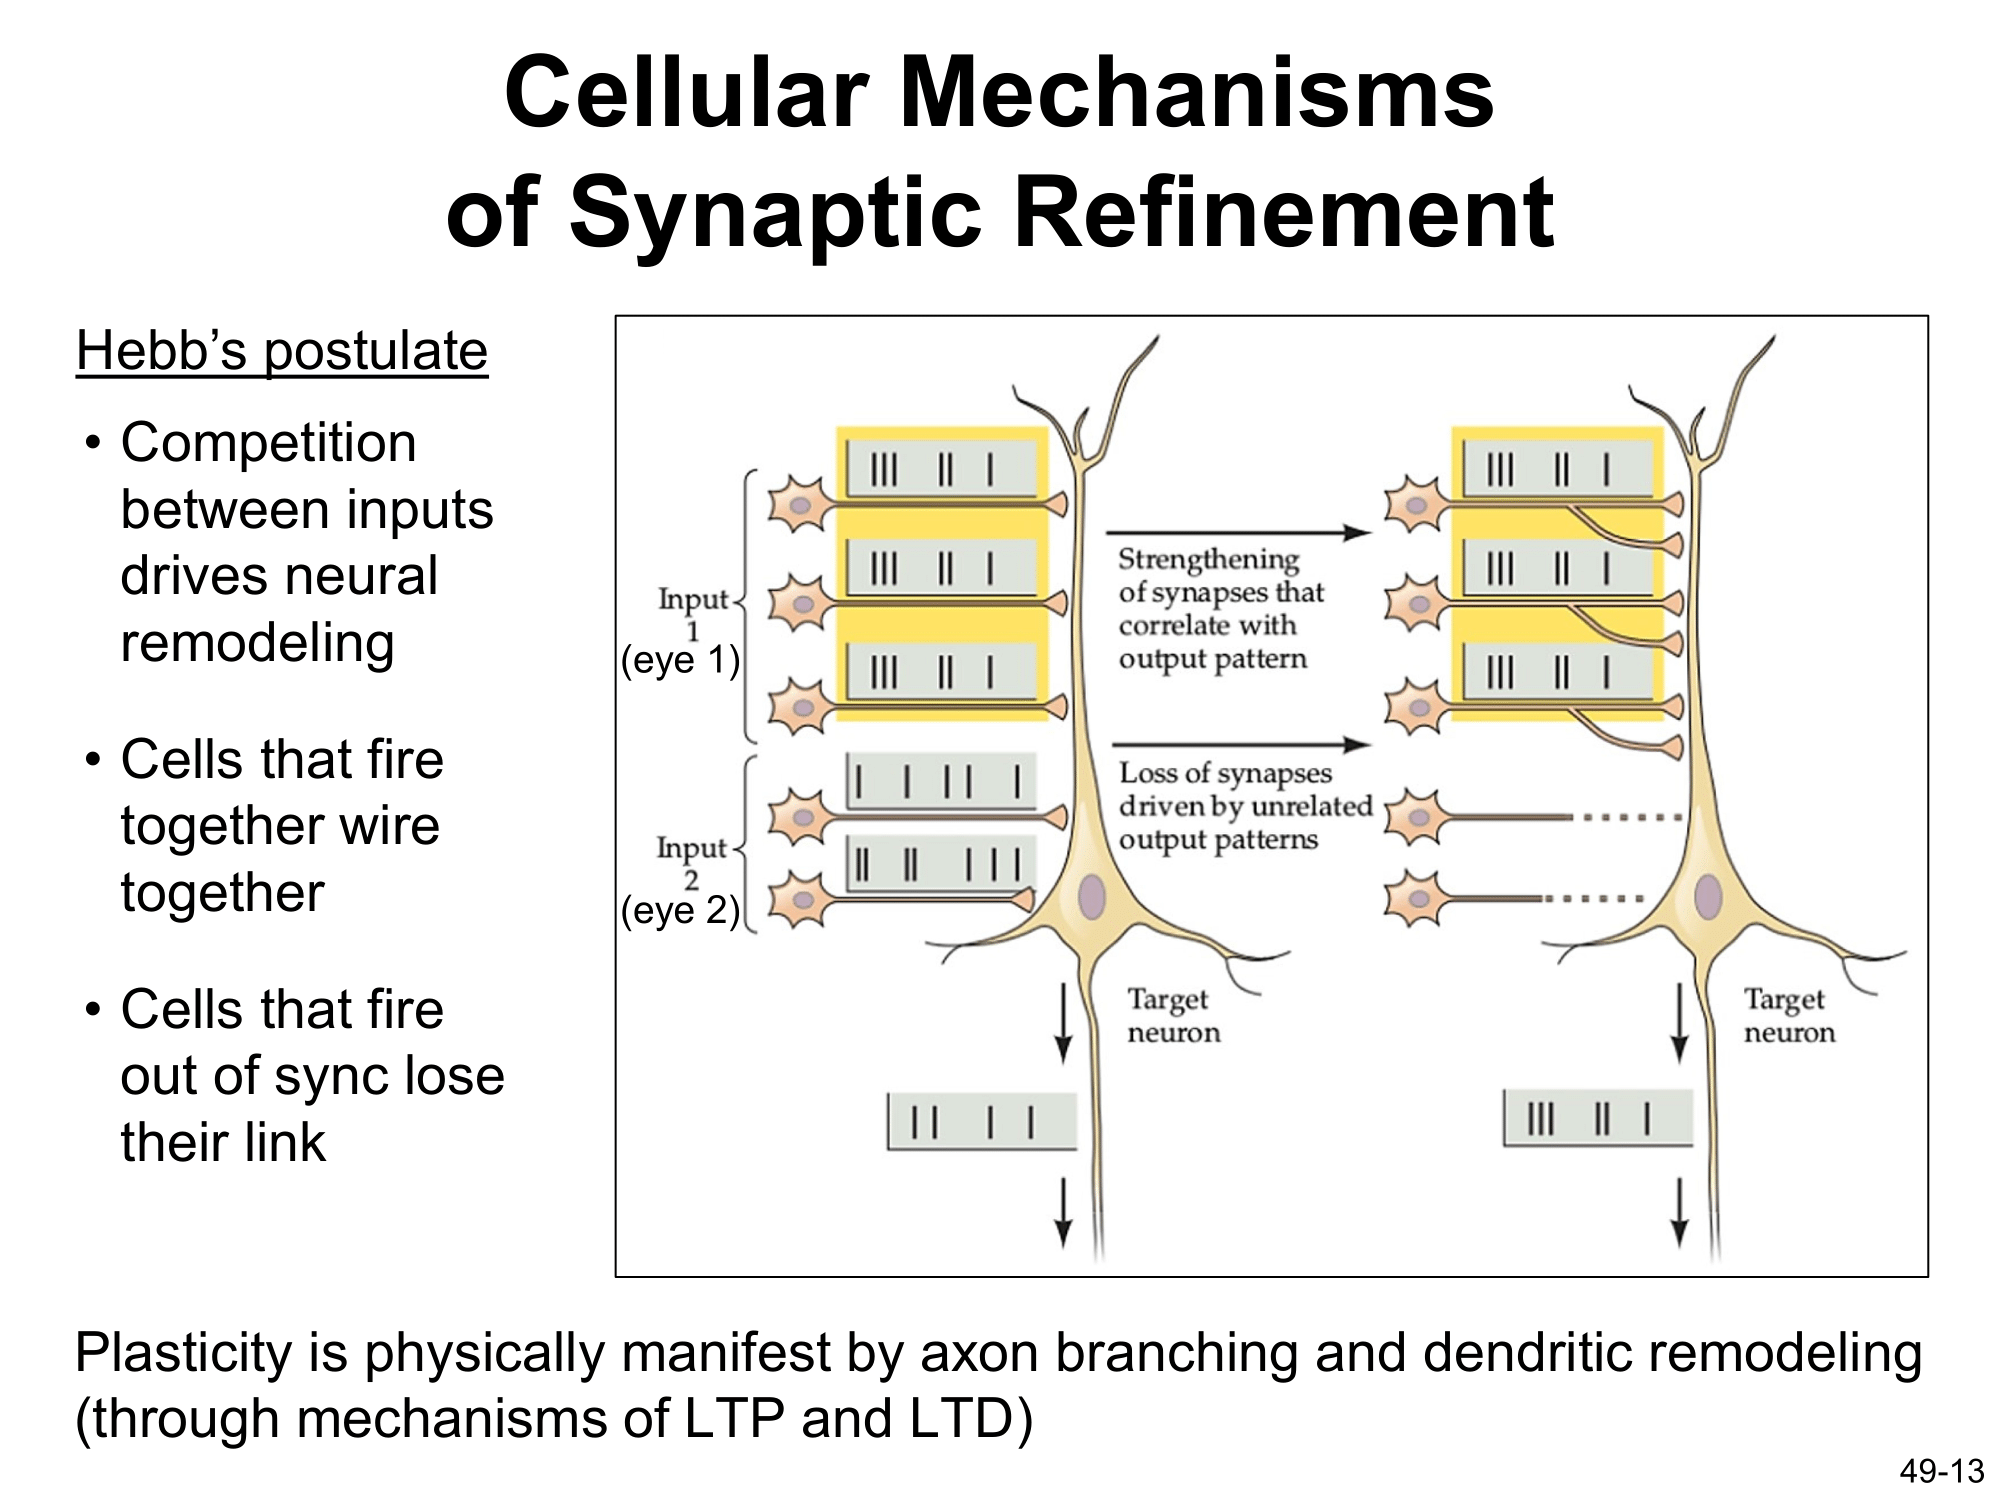 Cellular Mechanisms
of Synaptic Refinement
Hebb’s postulate
• Competition
between inputs
drives neural
remodeling
• Cells that fire
together wire
together
• Cells that fire
out of sync lose
their link
Input
1
(eye 1)
Input
2
(eye 2)
Strengthening
of synapses that
correlate with
output pattern
Loss of synapses
driven by unrelated
output patterns
Target
neuron
Target
neuron
Plasticity is physically manifest by axon branching and dendritic remodeling
(through mechanisms of LTP and LTD)
49-13